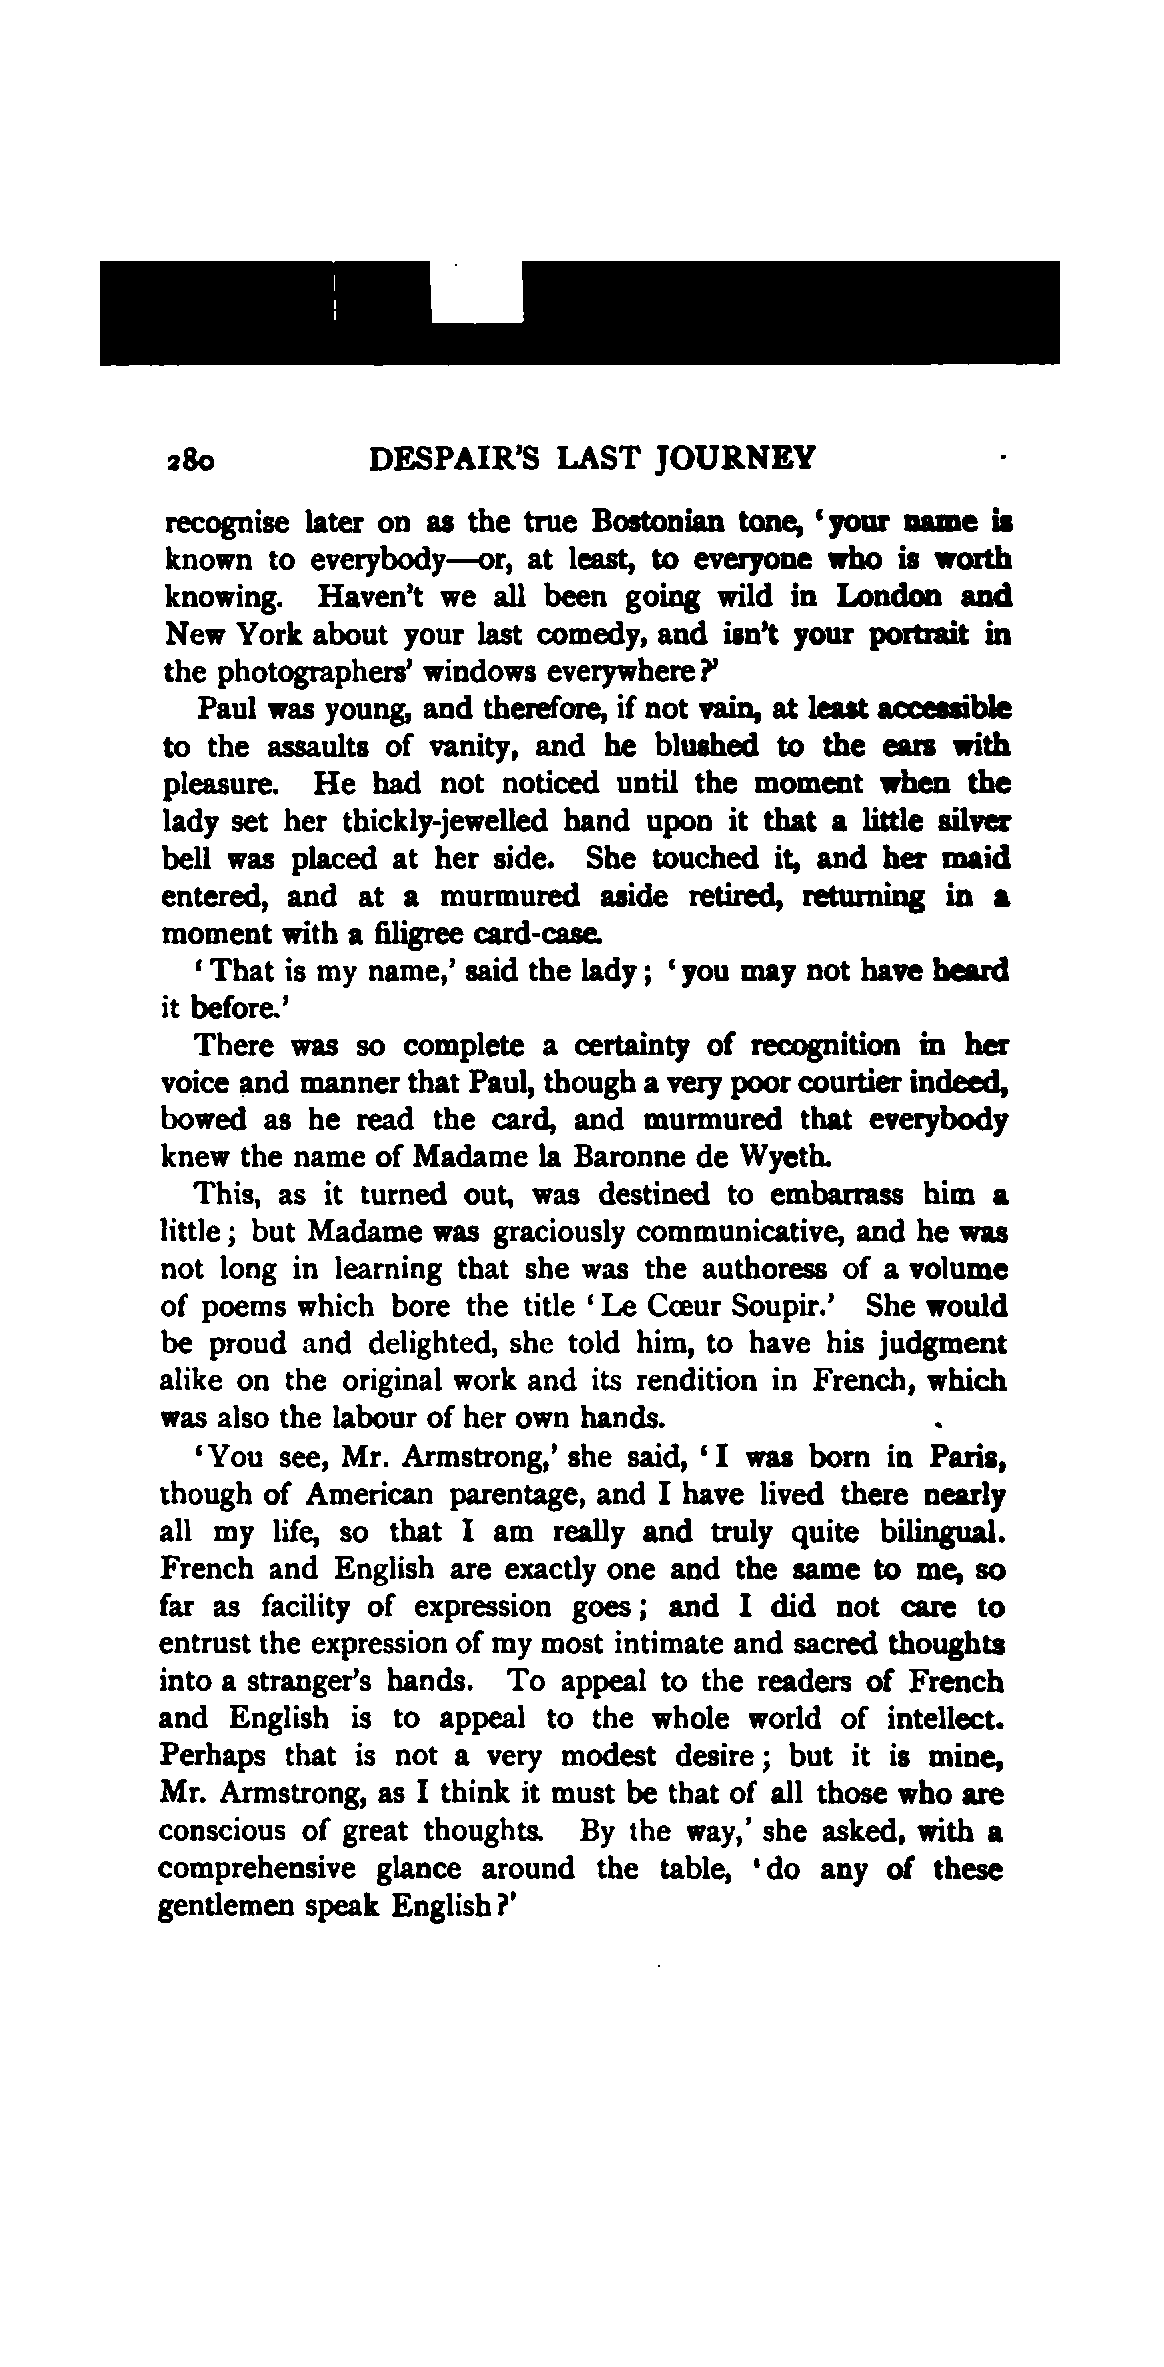 280 DESPAIR'S LAST JOURNEY
recognise later on as the true Bostonian tone, ‘your name is
known to everybody—or, at least, to everyone who is worth
knowing. Haven't we all been going wild in London and
New York about your last comedy, and isn't your portrait in
the photographers' windows everywhere?'
Paul was young, and therefore, if not vain, at least accessible
to the assaults of vanity, and he blushed to the ears with
pleasure. He had not noticed until the moment when the
lady set her thickly-jewelled hand upon it that a little silver
bell was placed at her side. She touched it, and her maid
entered, and at a murmured aside retired, returning in a
moment with a filigree card-case.
‘That is my name,’ said the lady; ‘you may not have heard
it before.’
There was so complete a certainty of recognition in her
voice and manner that Paul, though a very poor courtier indeed,
bowed as he read the card, and murmured that everybody
knew the name of Madame la Baronne de Wyeth.
This, as it turned out, was destined to embarrass him a
little; but Madame was graciously communicative, and he was
not long in learning that she was the authoress of a volume
of poems which bore the title ‘Le Cœur Soupir.’ She would
be proud and delighted, she told him, to have his judgment
alike on the original work and its rendition in French, which
was also the labour of her own hands.
‘You see, Mr. Armstrong,’ she said, ‘I was born in Paris,
though of American parentage, and I have lived there nearly
all my life, so that I am really and truly quite bilingual.
French and English are exactly one and the same to me, so
far as facility of expression goes; and I did not care to
entrust the expression of my most intimate and sacred thoughts
into a stranger's hands. To appeal to the readers of French
and English is to appeal to the whole world of intellect.
Perhaps that is not a very modest desire; but it is mine,
Mr. Armstrong, as I think it must be that of all those who are
conscious of great thoughts. By the way,’ she asked, with a
comprehensive glance around the table, ‘do any of these
gentlemen speak English?’